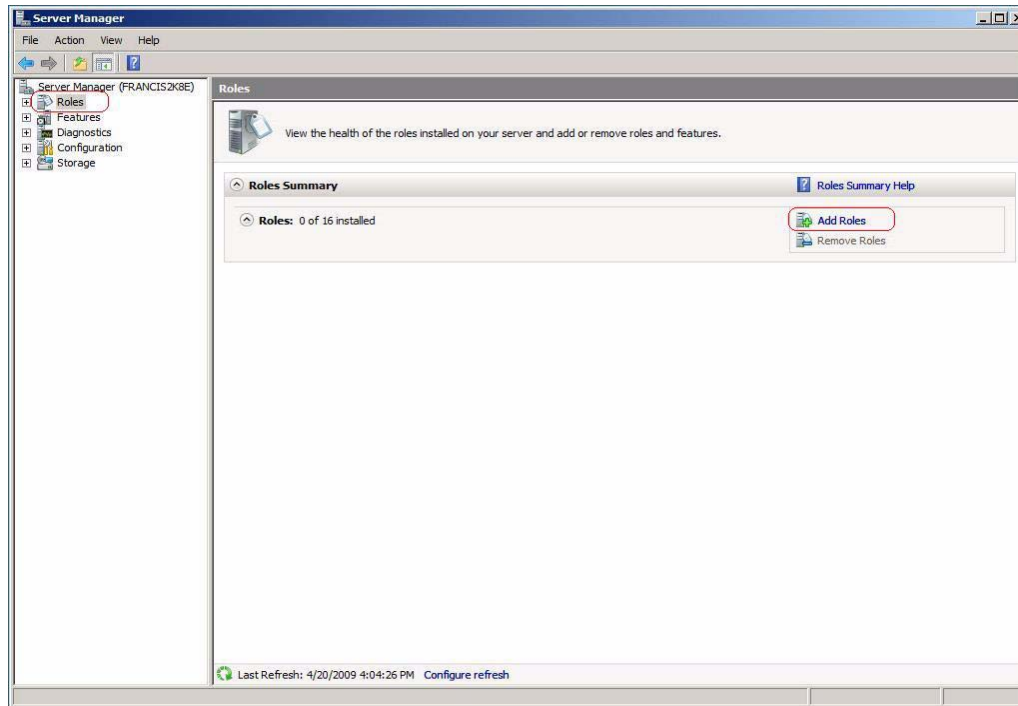 Server Manager
File Action View Help
Server Manager (FRANCIS2K8E)
Roles
Features
Diagnostics
Configuration
Storage
Roles
View the health of the roles installed on your server and add or remove roles and features.
Roles Summary
Roles Summary Help
Roles: 0 of 16 installed
Add Roles
Remove Roles
Last Refresh: 4/20/2009 4:04:26 PM Configure refresh